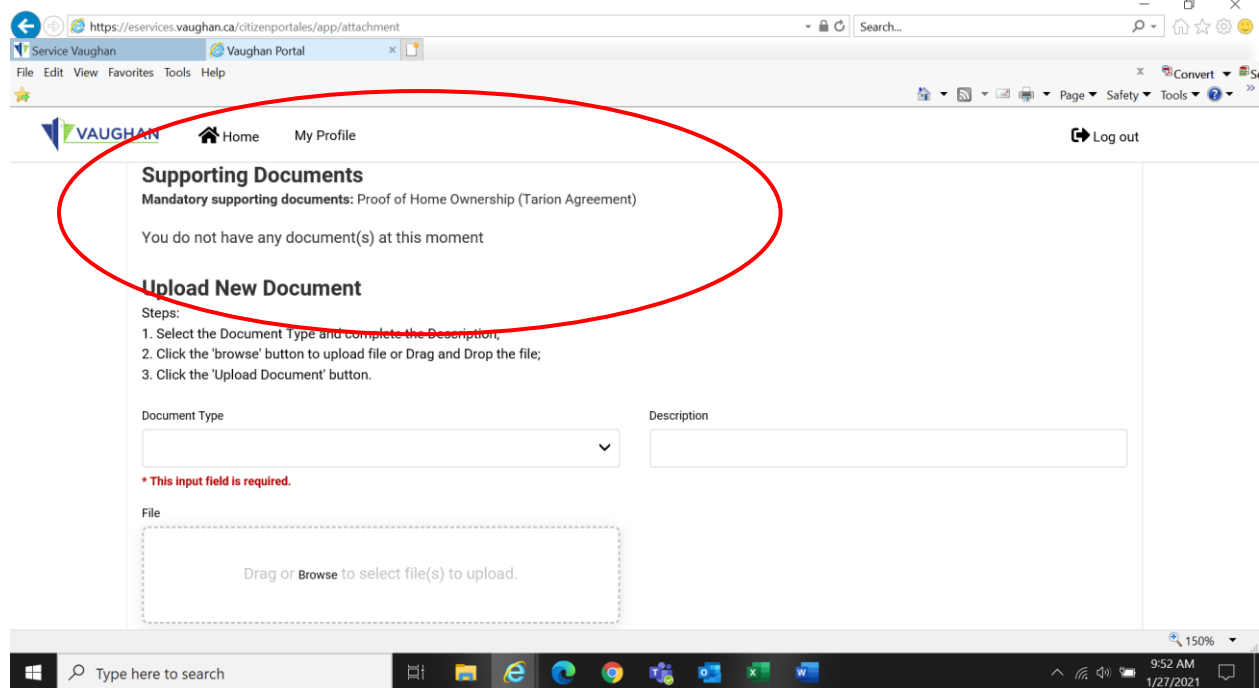 https://eservices.vaughan.ca/citizenportales/app/attachment
Search...
Service Vaughan
Vaughan Portal
File Edit View Favorites Tools Help
Convert
Page Safety Tools
VAUGHAN
Home
My Profile
Log out
Supporting Documents
Mandatory supporting documents: Proof of Home Ownership (Tarion Agreement)
You do not have any document(s) at this moment
Upload New Document
Steps:
1. Select the Document Type and complete the Description;
2. Click the 'browse' button to upload file or Drag and Drop the file;
3. Click the 'Upload Document' button.
Document Type
Description
* This input field is required.
File
Drag or Browse to select file(s) to upload.
150%
Type here to search
9:52 AM
1/27/2021